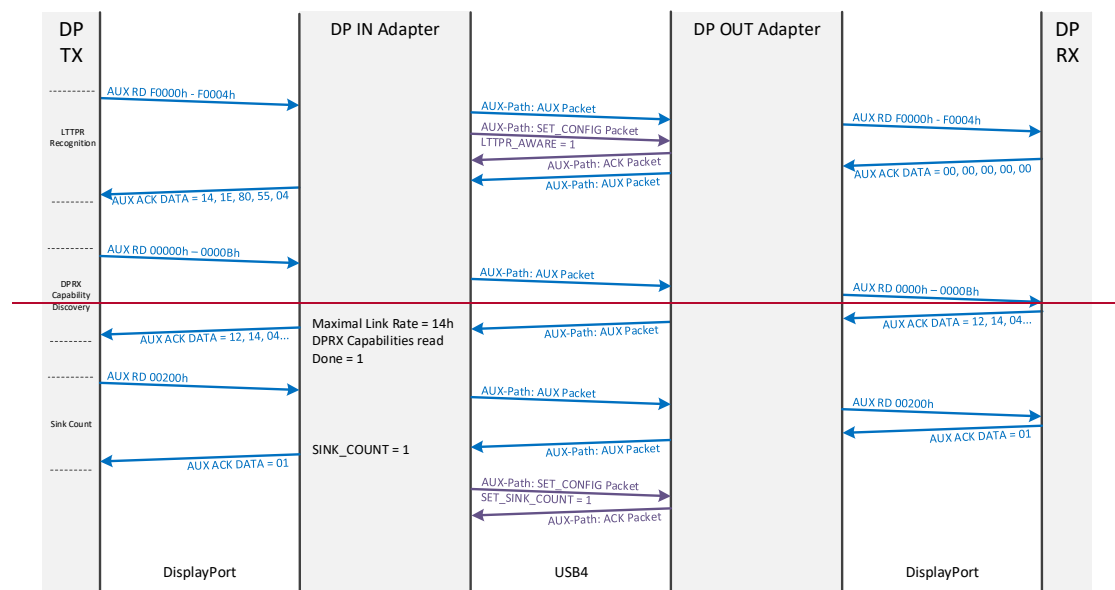 DP
TX
DP IN Adapter
DP OUT Adapter
DP
RX
AUX RD F0000h - F0004h
AUX-Path: AUX Packet
AUX RD F0000h - F0004h
LTTPR
Recognition
AUX-Path: SET_CONFIG Packet
LTTPR_AWARE = 1
AUX-Path: ACK Packet
AUX ACK DATA = 00, 00, 00, 00, 00
AUX-Path: AUX Packet
AUX ACK DATA = 14, 1E, 80, 55, 04
AUX RD 00000h – 0000Bh
AUX-Path: AUX Packet
DPRX
Capability
Discovery
AUX RD 0000h – 0000Bh
AUX ACK DATA = 12, 14, 04...
AUX-Path: AUX Packet
Maximal Link Rate = 14h
DPRX Capabilities read
Done = 1
AUX ACK DATA = 12, 14, 04...
AUX RD 00200h
AUX-Path: AUX Packet
AUX RD 00200h
Sink Count
AUX ACK DATA = 01
AUX-Path: AUX Packet
SINK_COUNT = 1
AUX ACK DATA = 01
AUX-Path: SET_CONFIG Packet
SET_SINK_COUNT = 1
AUX-Path: ACK Packet
DisplayPort
USB4
DisplayPort